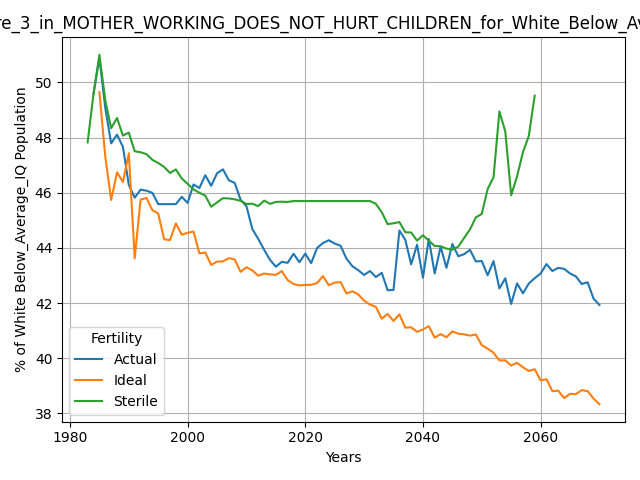 re_3_in_MOTHER_WORKING_DOES_NOT_HURT_CHILDREN_for_White_Below_Av
% of White Below_Average_IQ Population
50
48
46
44
42
40
38
Fertility
Actual
Ideal
Sterile
1980
2000
2020
2040
2060
Years